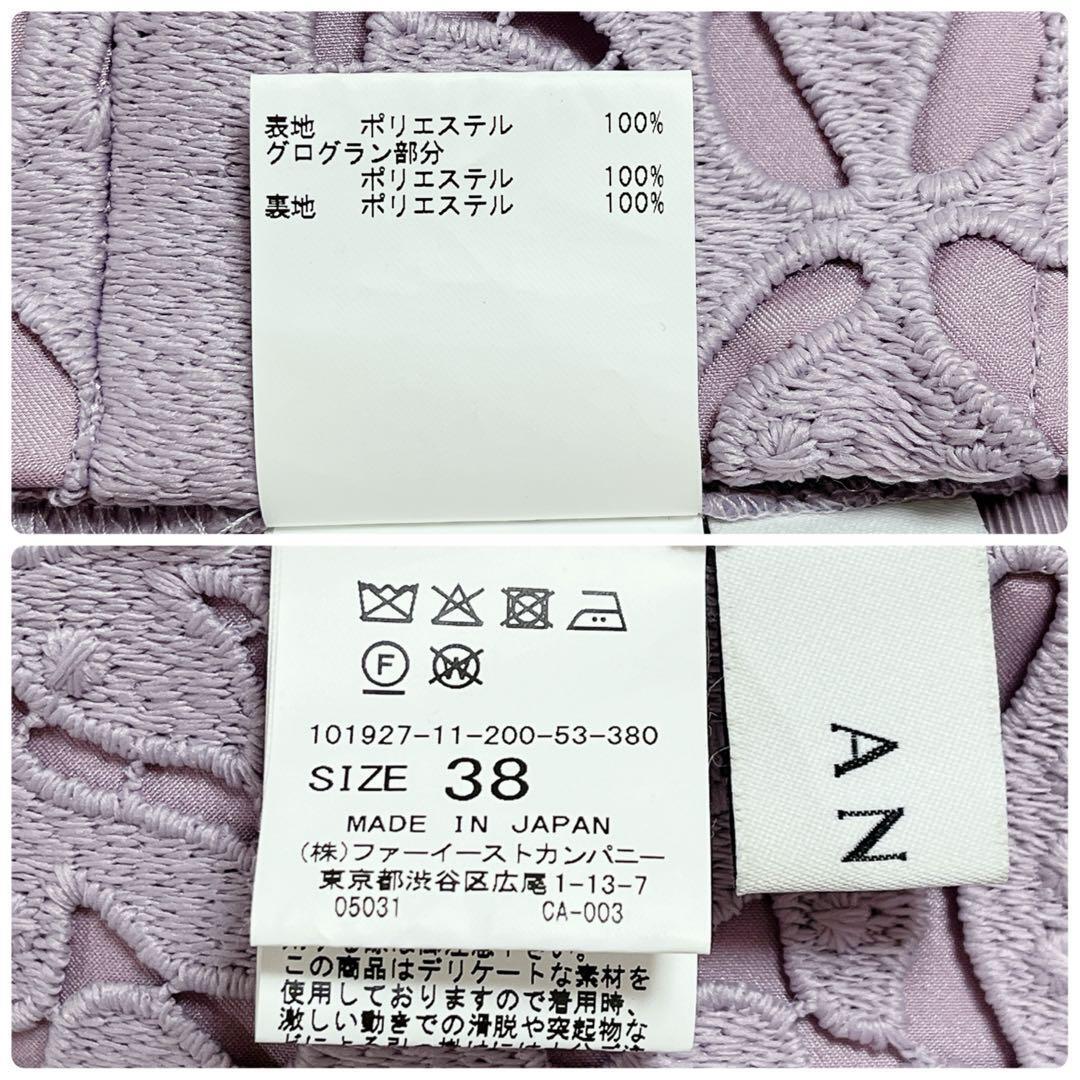 表地 ポリエステル 100%
グログラン部分
ポリエステル 100%
裏地 ポリエステル 100%
F
W
101927-11-200-53-380
SIZE 38
MADE IN JAPAN
(株)ファーイーストカンパニー
東京都渋谷区広尾1-13-7
05031 CA-003
この商品はデリケートな素材を
使用しておりますので着用時、
激しい動きでの滑脱や突起物な
AN